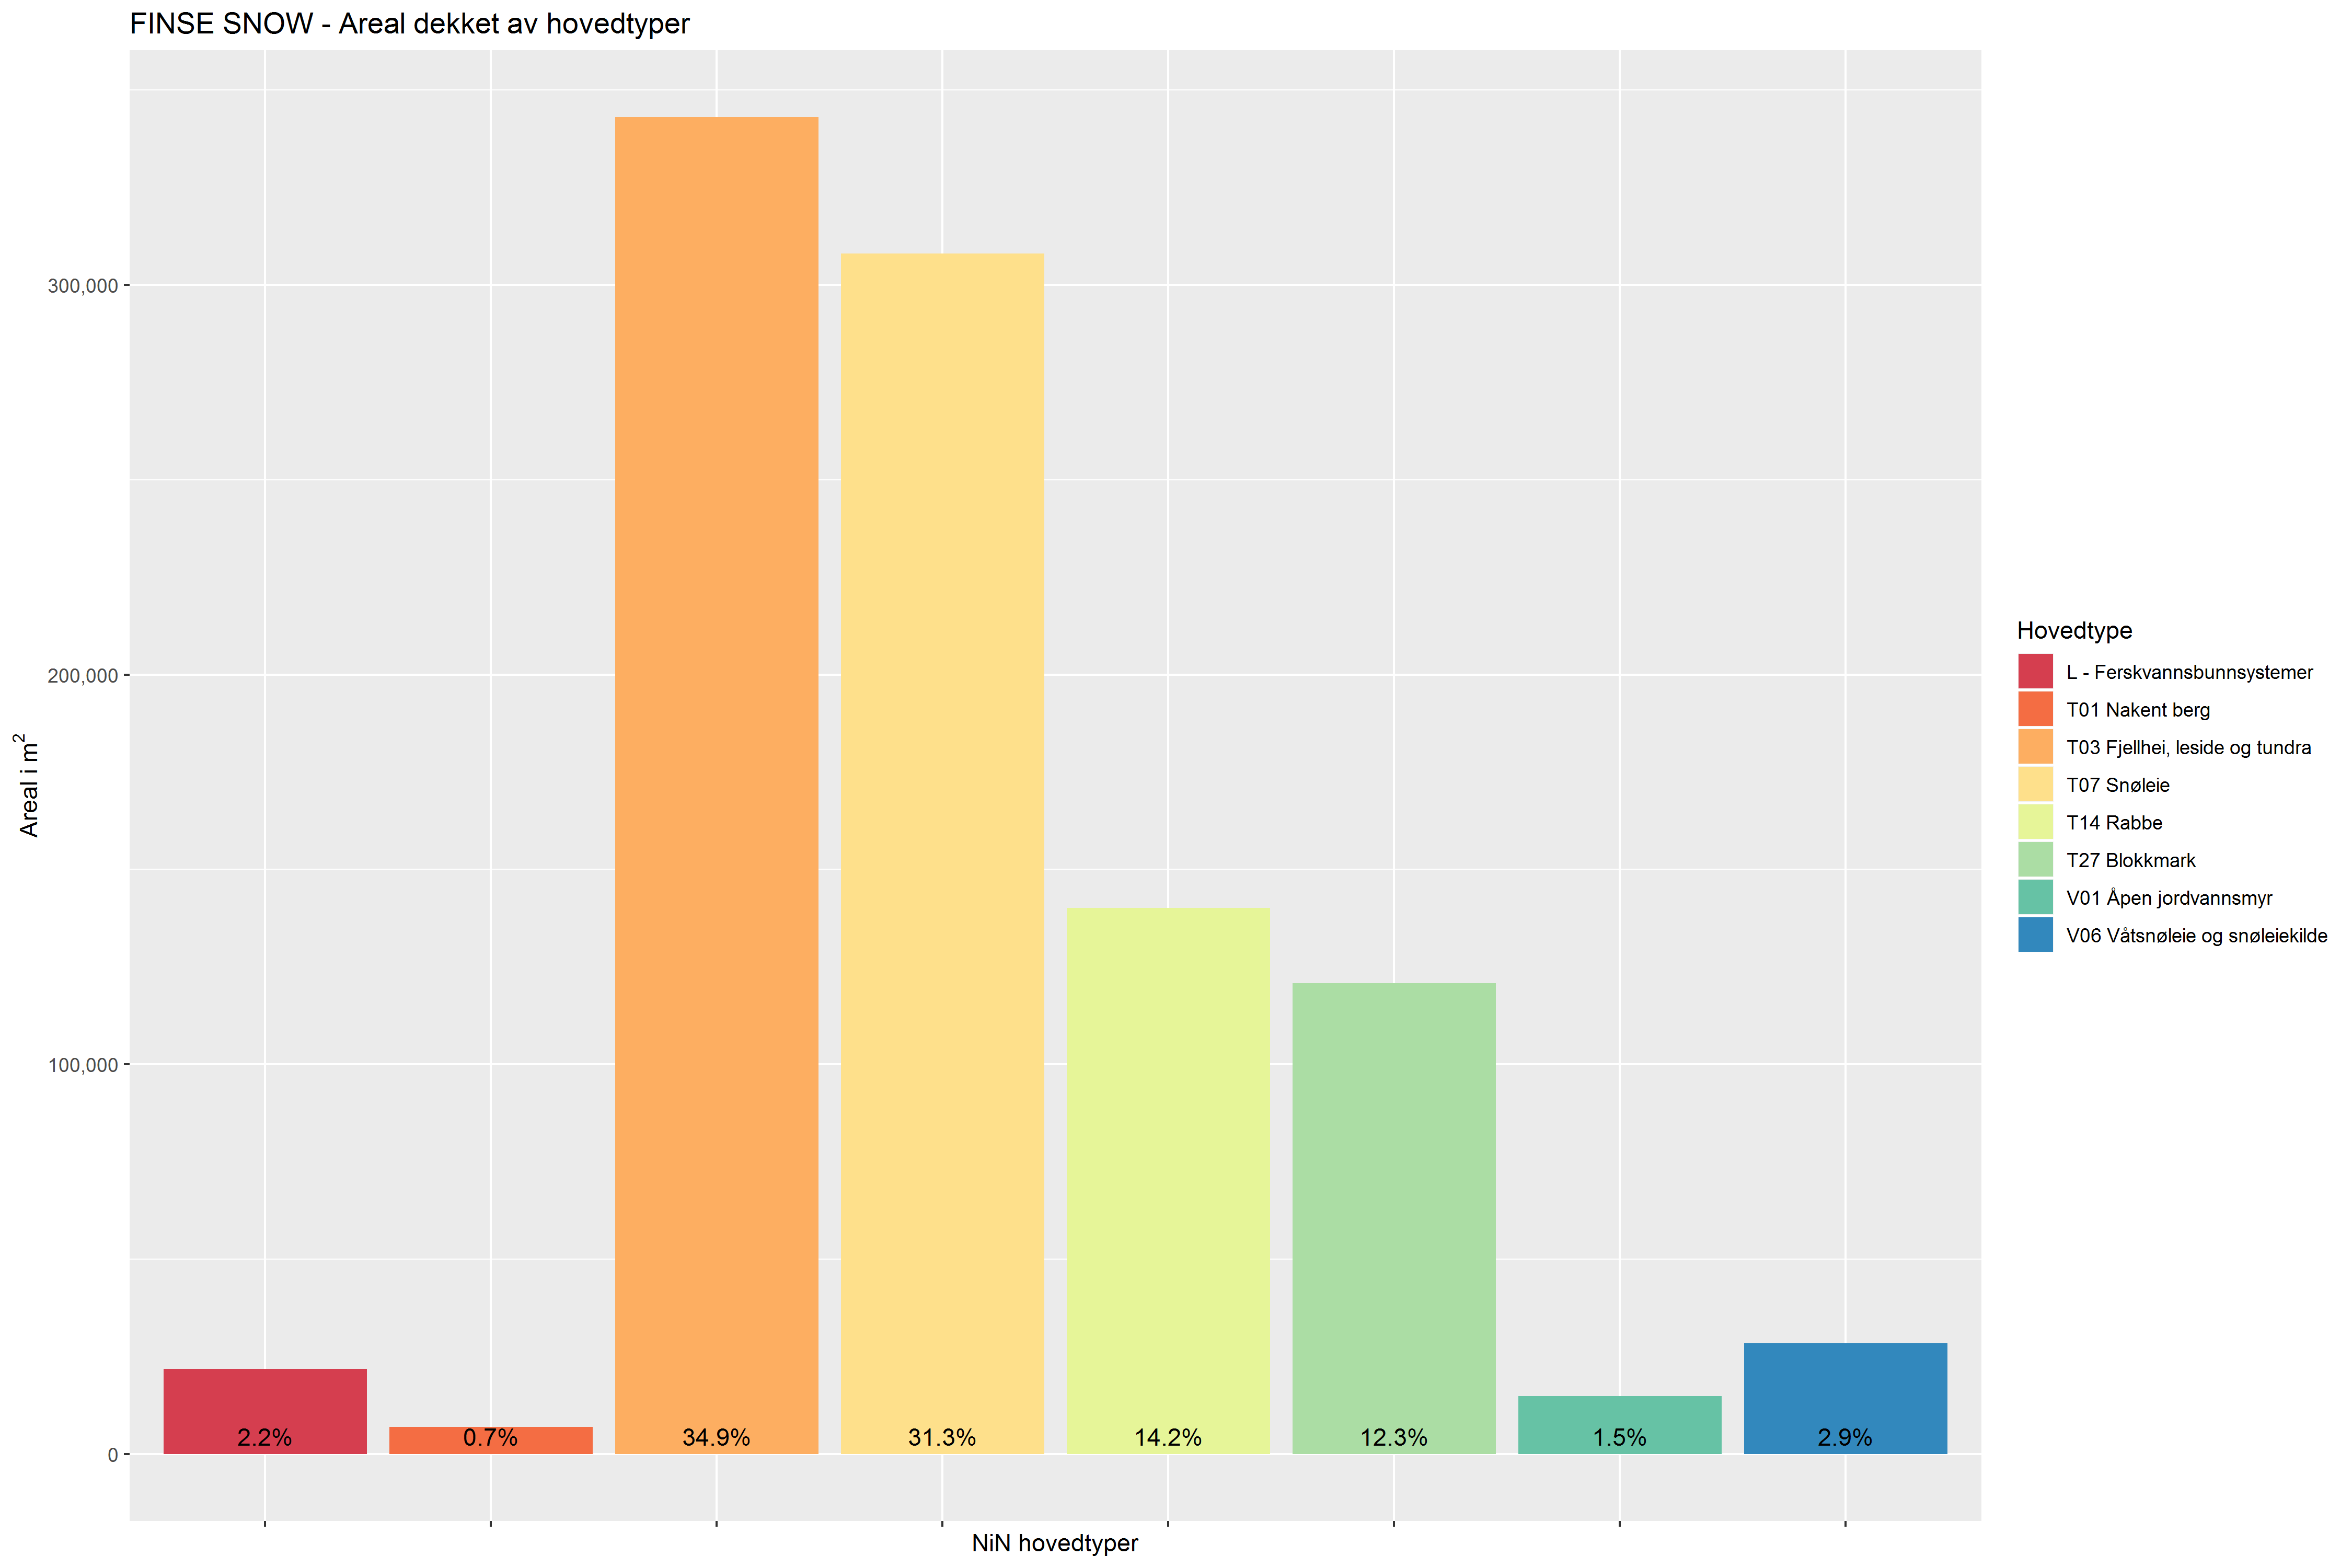 FINSE SNOW - Areal dekket av hovedtyper
Areal i m²
300,000
200,000
100,000
0
2.2%
0.7%
34.9%
31.3%
14.2%
12.3%
1.5%
2.9%
NiN hovedtyper
Hovedtype
L - Ferskvannsbunnsystemer
T01 Nakent berg
T03 Fjellhei, leside og tundra
T07 Snøleie
T14 Rabbe
T27 Blokkmark
V01 Åpen jordvannsmyr
V06 Våtsnøleie og snøleiekilde